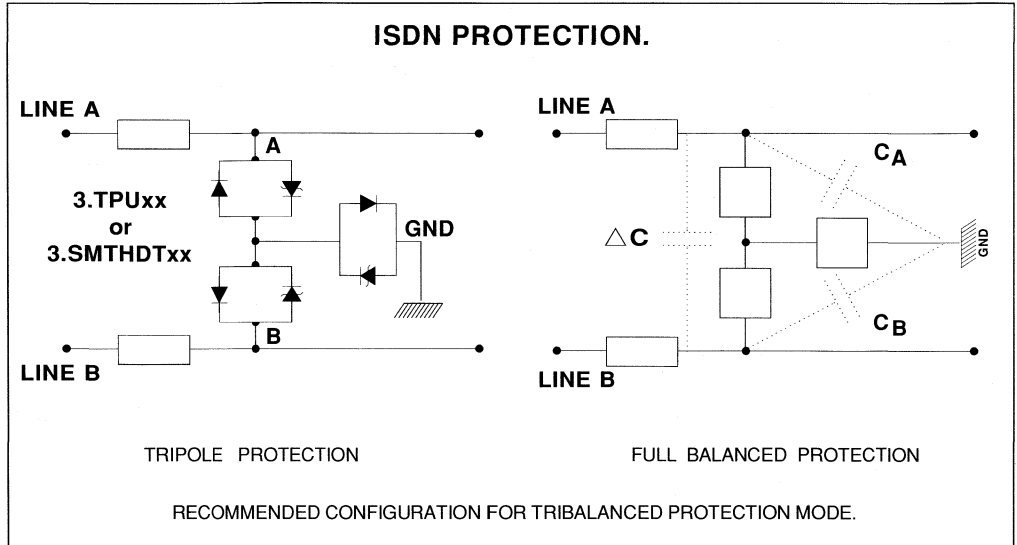 ISDN PROTECTION.
LINE A
A
3.TPUxx
or
3.SMTHDTxx
GND
B
LINE B
LINE A
CA
△C
GND
CB
LINE B
TRIPOLE PROTECTION
FULL BALANCED PROTECTION
RECOMMENDED CONFIGURATION FOR TRIBALANCED PROTECTION MODE.